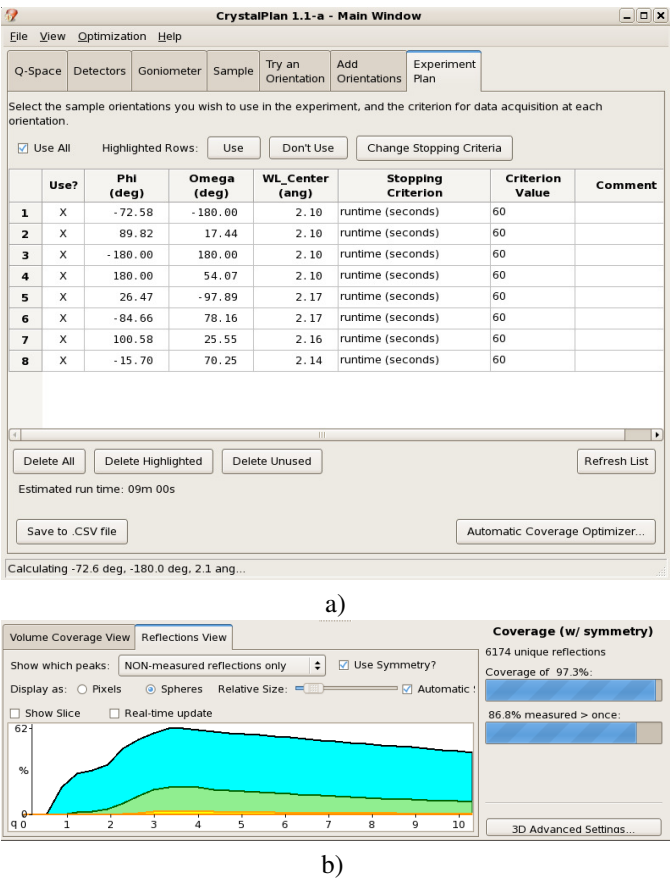 CrystalPlan 1.1-a - Main Window
File View Optimization Help
Q-Space Detectors Goniometer Sample Try an Orientation Add Orientations Experiment Plan
Select the sample orientations you wish to use in the experiment, and the criterion for data acquisition at each
orientation.
Use All Highlighted Rows: Use Don't Use Change Stopping Criteria
Use? Phi (deg) Omega (deg) WL_Center (ang) Stopping Criterion Criterion Value Comment
1 X -72.58 -180.00 2.10 runtime (seconds) 60
2 X 89.82 17.44 2.10 runtime (seconds) 60
3 X -180.00 180.00 2.10 runtime (seconds) 60
4 X 180.00 54.07 2.10 runtime (seconds) 60
5 X 26.47 -97.89 2.17 runtime (seconds) 60
6 X -84.66 78.16 2.17 runtime (seconds) 60
7 X 100.58 25.55 2.16 runtime (seconds) 60
8 X -15.70 70.25 2.14 runtime (seconds) 60
Delete All Delete Highlighted Delete Unused Refresh List
Estimated run time: 09m 00s
Save to .CSV file Automatic Coverage Optimizer...
Calculating -72.6 deg, -180.0 deg, 2.1 ang...
a)
Volume Coverage View Reflections View Coverage (w/ symmetry)
6174 unique reflections
Show which peaks: NON-measured reflections only Use Symmetry? Coverage of 97.3%:
Display as: Pixels Spheres Relative Size: Automatic
Show Slice Real-time update 86.8% measured > once:
62
%
0
q 0 1 2 3 4 5 6 7 8 9 10
3D Advanced Settings...
b)